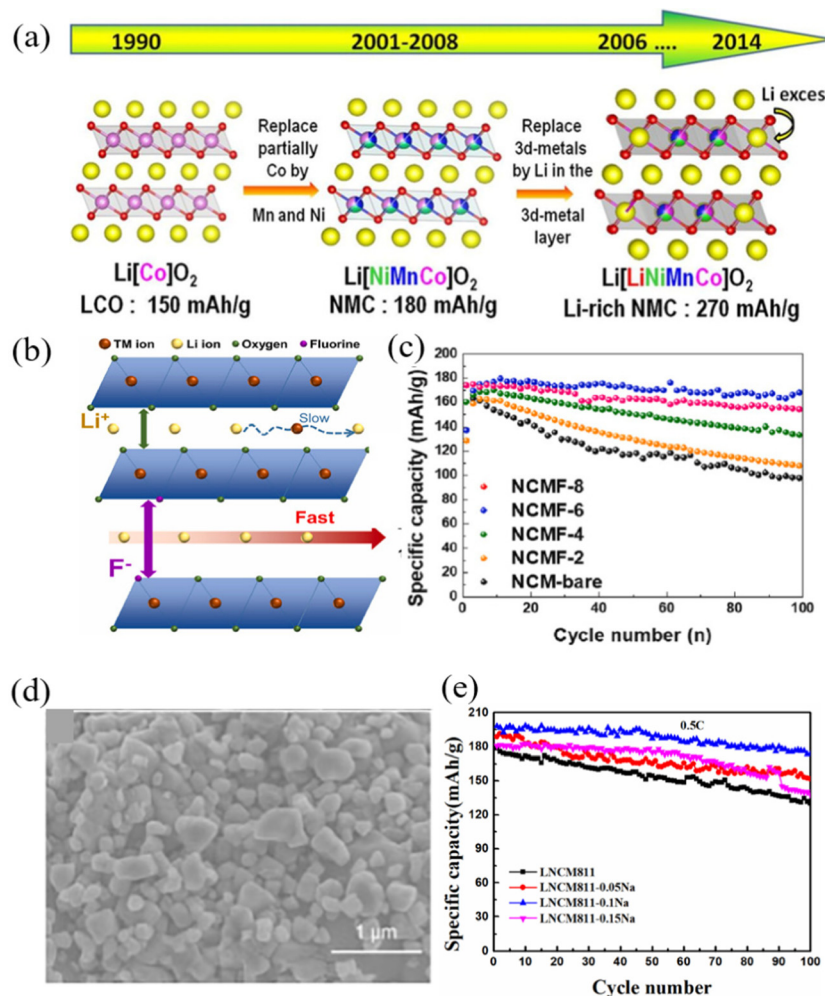 (a)
1990 2001-2008 2006 .... 2014
Li exces
Replace
partially
Co by
Mn and Ni
Replace
3d-metals
by Li in the
3d-metal
layer
Li[Co]O₂
LCO : 150 mAh/g
Li[NiMnCo]O₂
NMC : 180 mAh/g
Li[LiNiMnCo]O₂
Li-rich NMC : 270 mAh/g
(b)
TM ion Li ion Oxygen Fluorine
Li⁺
Slow
Fast
F⁻
(c)
Specific capacity (mAh/g)
200
180
160
140
120
100
80
60
40
20
0
NCMF-8
NCMF-6
NCMF-4
NCMF-2
NCM-bare
0 20 40 60 80 100
Cycle number (n)
(d)
1 μm
(e)
Specific capacity(mAh/g)
210
180
150
120
90
60
30
0
0.5C
LNCM811
LNCM811-0.05Na
LNCM811-0.1Na
LNCM811-0.15Na
0 10 20 30 40 50 60 70 80 90 100
Cycle number